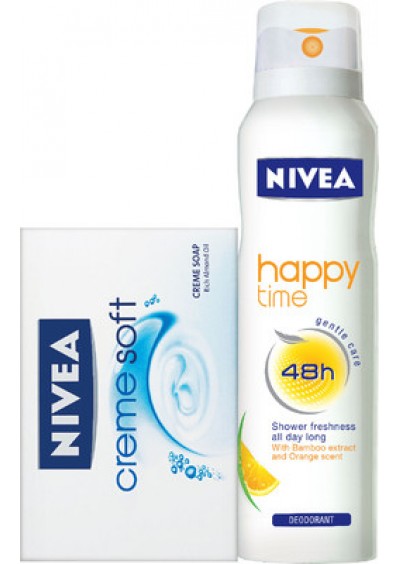 NIVEA
creme soft
CREME SOAP
Rich Almond Oil
NIVEA
happy
time
gentle care
48h
Shower freshness
all day long
With Bamboo extract
and Orange scent
DEODORANT